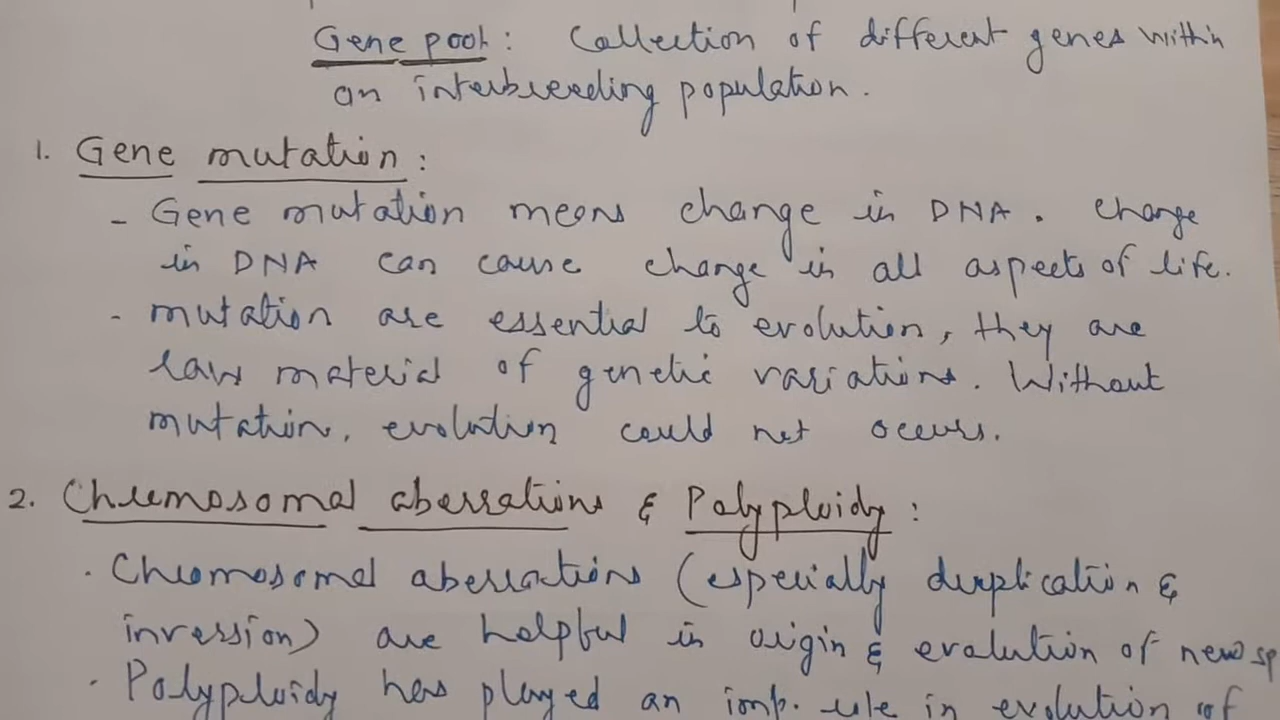 Gene pool: Collection of different genes within
an interbreeding population.
1. Gene mutation:
- Gene mutation means change in DNA. Change
in DNA can cause change in all aspects of life.
- mutation are essential to evolution, they are
raw material of genetic variations. Without
mutation, evolution could not occurs.
2. Chromosomal aberrations & Polyploidy:
· Chromosomal aberrations (especially duplication &
inversion) are helpful in origin & evolution of new sp
· Polyploidy has played an imp. role in evolution of